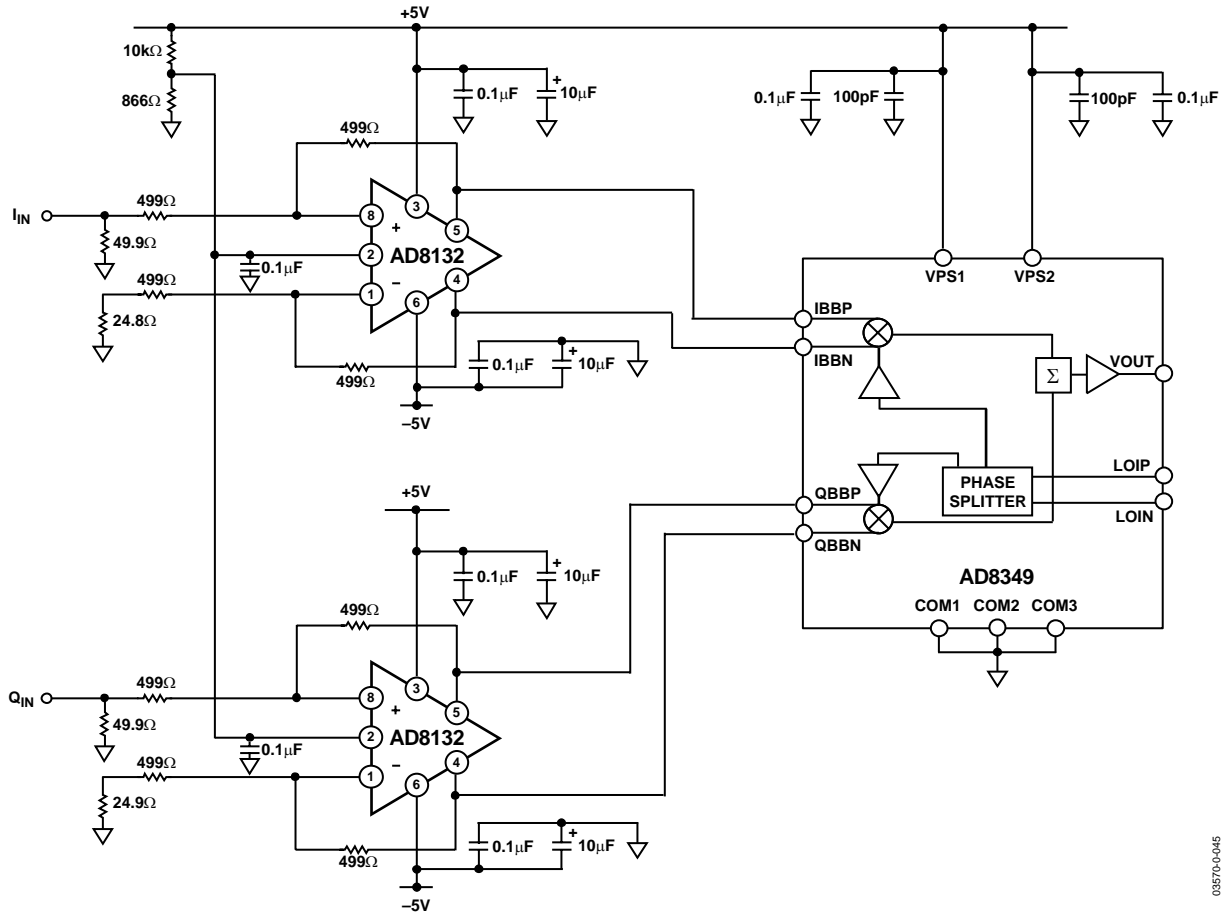 +5V
10kΩ
866Ω
0.1μF
+
10μF
0.1μF
100pF
100pF
0.1μF
499Ω
499Ω
I_IN
49.9Ω
8
3
5
+
2
AD8132
0.1μF
499Ω
1
−
4
6
24.8Ω
499Ω
0.1μF
+
10μF
−5V
VPS1
VPS2
IBBP
IBBN
Σ
VOUT
PHASE
SPLITTER
LOIP
LOIN
QBBP
QBBN
AD8349
COM1
COM2
COM3
+5V
0.1μF
+
10μF
499Ω
499Ω
Q_IN
49.9Ω
8
3
5
+
2
AD8132
0.1μF
499Ω
1
−
4
6
24.9Ω
499Ω
0.1μF
+
10μF
−5V
03570-0-045